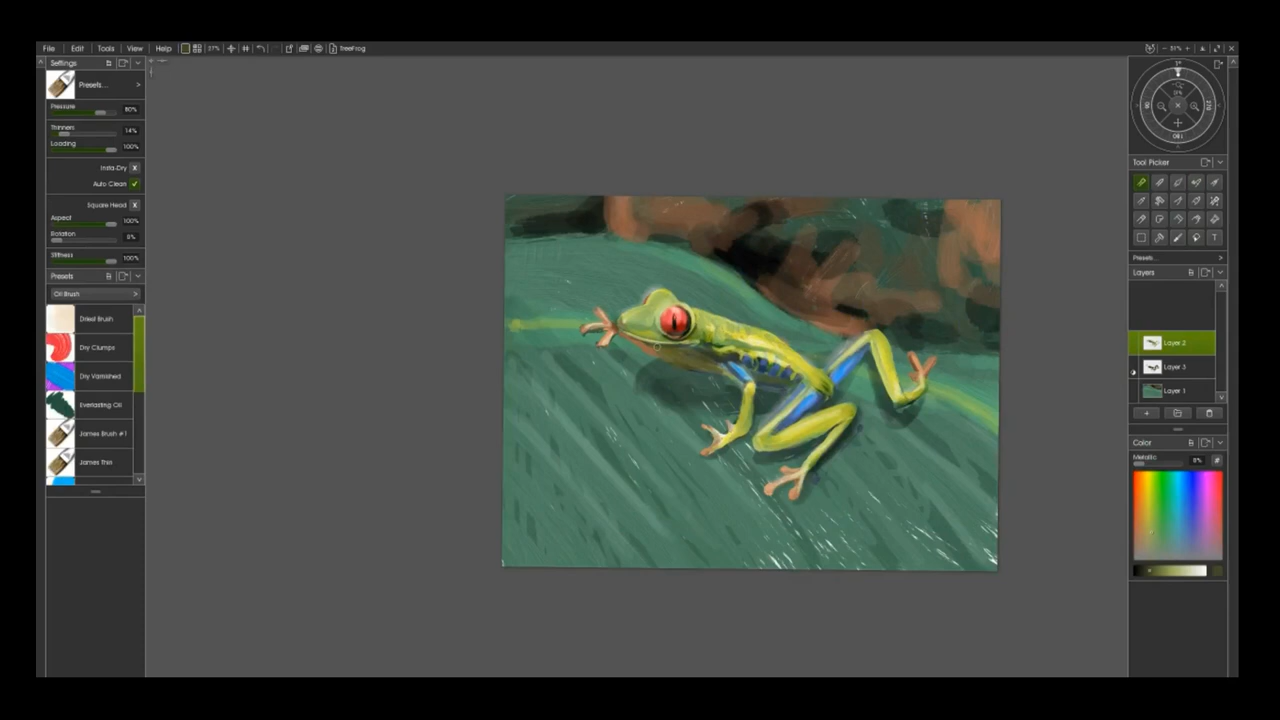 File Edit Tools View Help 27% TreeFrog 51%
Settings
Presets...
Pressure 80%
Thinners 14%
Loading 100%
Insta-Dry X
Auto Clean
Square Head X
Aspect 100%
Rotation 0%
Stiffness 100%
Presets
Oil Brush
Dried Brush
Dry Clumps
Dry Varnished
Everlasting Oil
James Brush #1
James Thin
Tool Picker
T
Presets...
Layers
Layer 2
Layer 3
Layer 1
Color
Metallic 0%